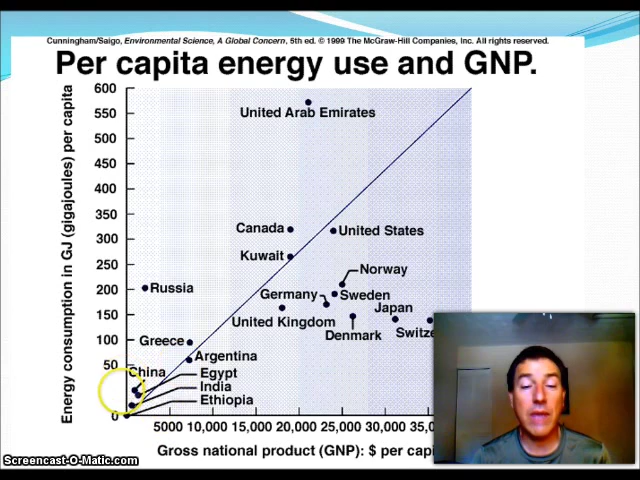 Cunningham/Saigo, Environmental Science, A Global Concern, 5th ed. © 1999 The McGraw-Hill Companies, Inc. All rights reserved.
Per capita energy use and GNP.
Energy consumption in GJ (gigajoules) per capita
600
550
500
450
400
350
300
250
200
150
100
50
0
United Arab Emirates
Canada
United States
Kuwait
Norway
Russia
Germany
Sweden
Japan
United Kingdom
Denmark
Switze
Greece
Argentina
China
Egypt
India
Ethiopia
5000 10,000 15,000 20,000 25,000 30,000 35,0
Gross national product (GNP): $ per capi
Screencast-O-Matic.com